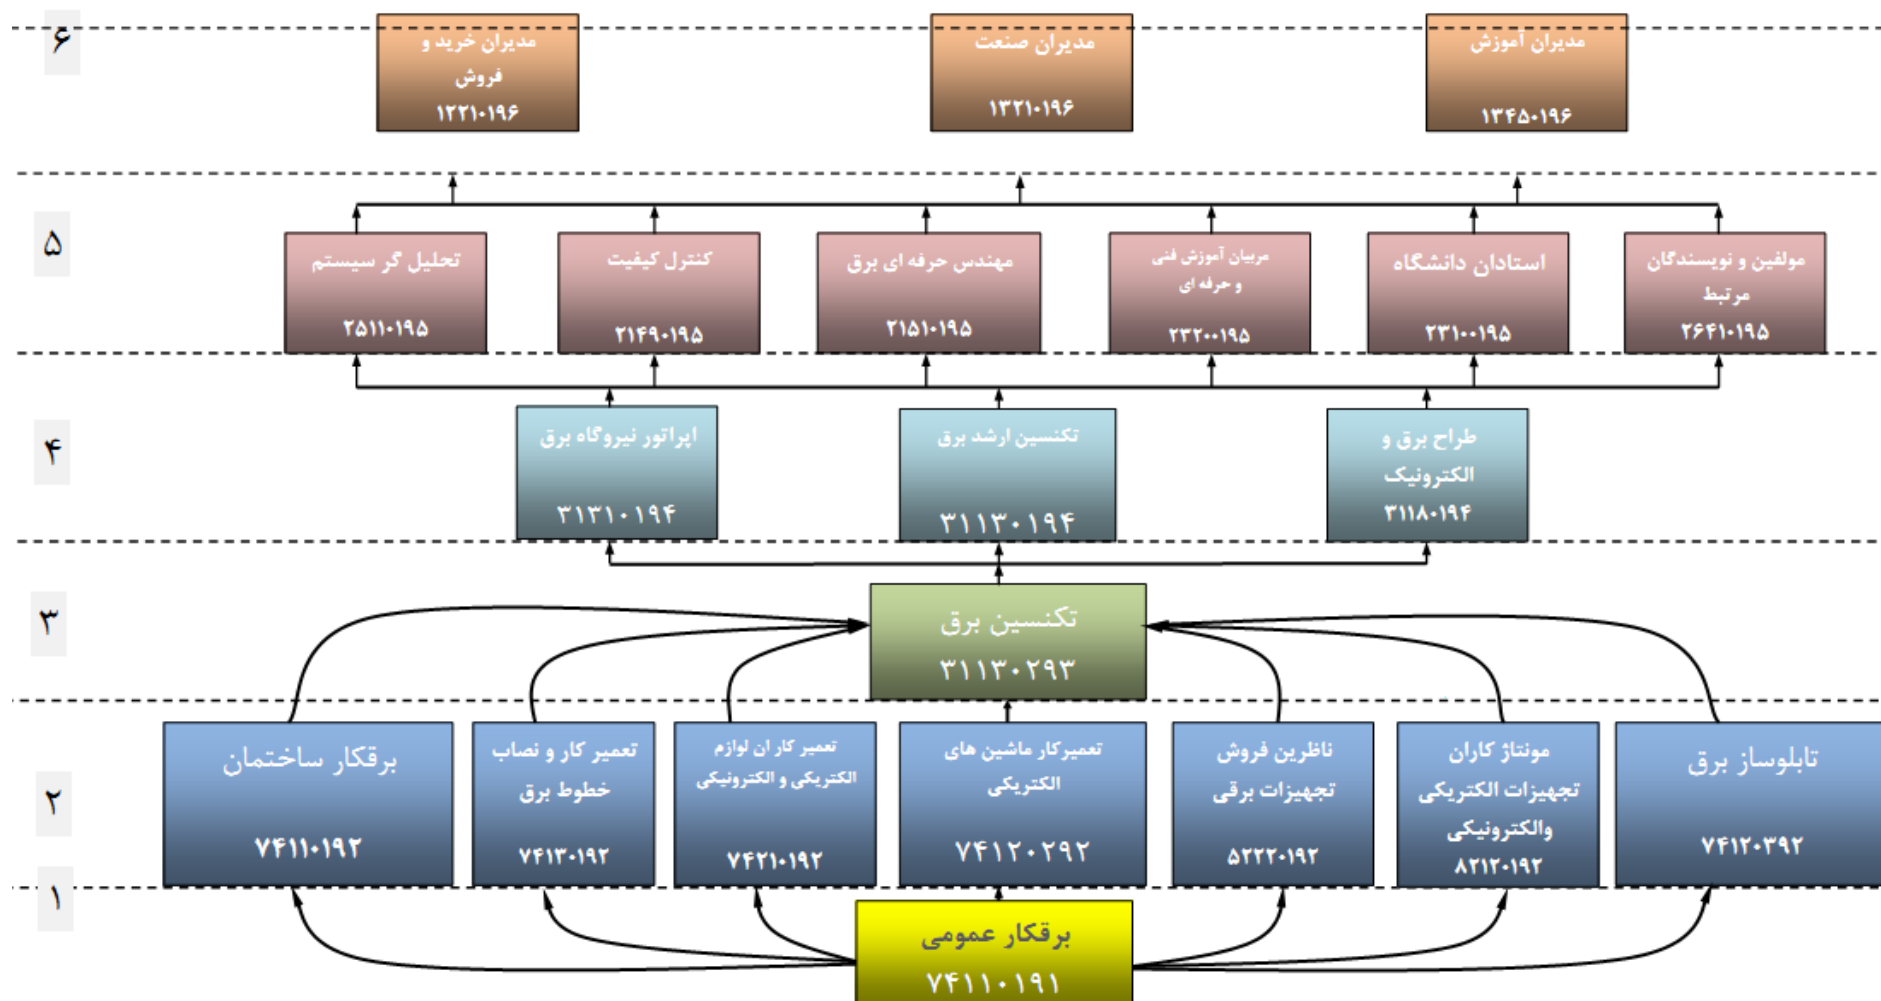 ۶
مدیران آموزش
۱۳۴۵۰۱۹۶
مدیران صنعت
۱۳۲۱۰۱۹۶
مدیران خرید و
فروش
۱۲۲۱۰۱۹۶
۵
مولفین و نویسندگان
مرتبط
۲۶۴۱۰۱۹۵
استادان دانشگاه
۲۳۱۰۰۱۹۵
مربیان آموزش فنی
و حرفه ای
۲۳۲۰۰۱۹۵
مهندس حرفه ای برق
۲۱۵۱۰۱۹۵
کنترل کیفیت
۲۱۴۹۰۱۹۵
تحلیل گر سیستم
۲۵۱۱۰۱۹۵
۴
طراح برق و
الکترونیک
۳۱۱۸۰۱۹۴
تکنسین ارشد برق
۳۱۱۳۰۱۹۴
اپراتور نیروگاه برق
۳۱۳۱۰۱۹۴
۳
تکنسین برق
۳۱۱۳۰۲۹۳
۲
تابلوساز برق
۷۴۱۲۰۳۹۲
مونتاژ کاران
تجهیزات الکتریکی
والکترونیکی
۸۲۱۲۰۱۹۲
ناظرین فروش
تجهیزات برقی
۵۲۲۲۰۱۹۲
تعمیرکار ماشین های
الکتریکی
۷۴۱۲۰۲۹۲
تعمیر کار ان لوازم
الکتریکی و الکترونیکی
۷۴۲۱۰۱۹۲
تعمیر کار و نصاب
خطوط برق
۷۴۱۳۰۱۹۲
برقکار ساختمان
۷۴۱۱۰۱۹۲
۱
برقکار عمومی
۷۴۱۱۰۱۹۱